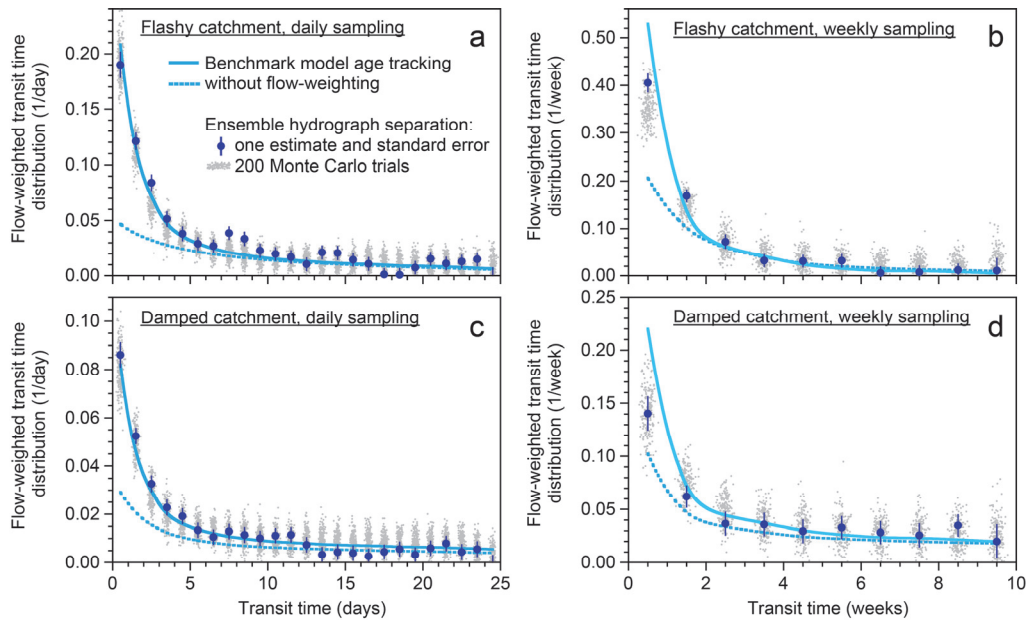 Flow-weighted transit time
distribution (1/day)
0.20
0.15
0.10
0.05
0.00
Flashy catchment, daily sampling
a
Benchmark model age tracking
without flow-weighting
Ensemble hydrograph separation:
one estimate and standard error
200 Monte Carlo trials
Flow-weighted transit time
distribution (1/week)
0.50
0.40
0.30
0.20
0.10
0.00
Flashy catchment, weekly sampling
b
Flow-weighted transit time
distribution (1/day)
0.10
0.08
0.06
0.04
0.02
0.00
Damped catchment, daily sampling
c
0 5 10 15 20 25
Transit time (days)
Flow-weighted transit time
distribution (1/week)
0.25
0.20
0.15
0.10
0.05
0.00
Damped catchment, weekly sampling
d
0 2 4 6 8 10
Transit time (weeks)